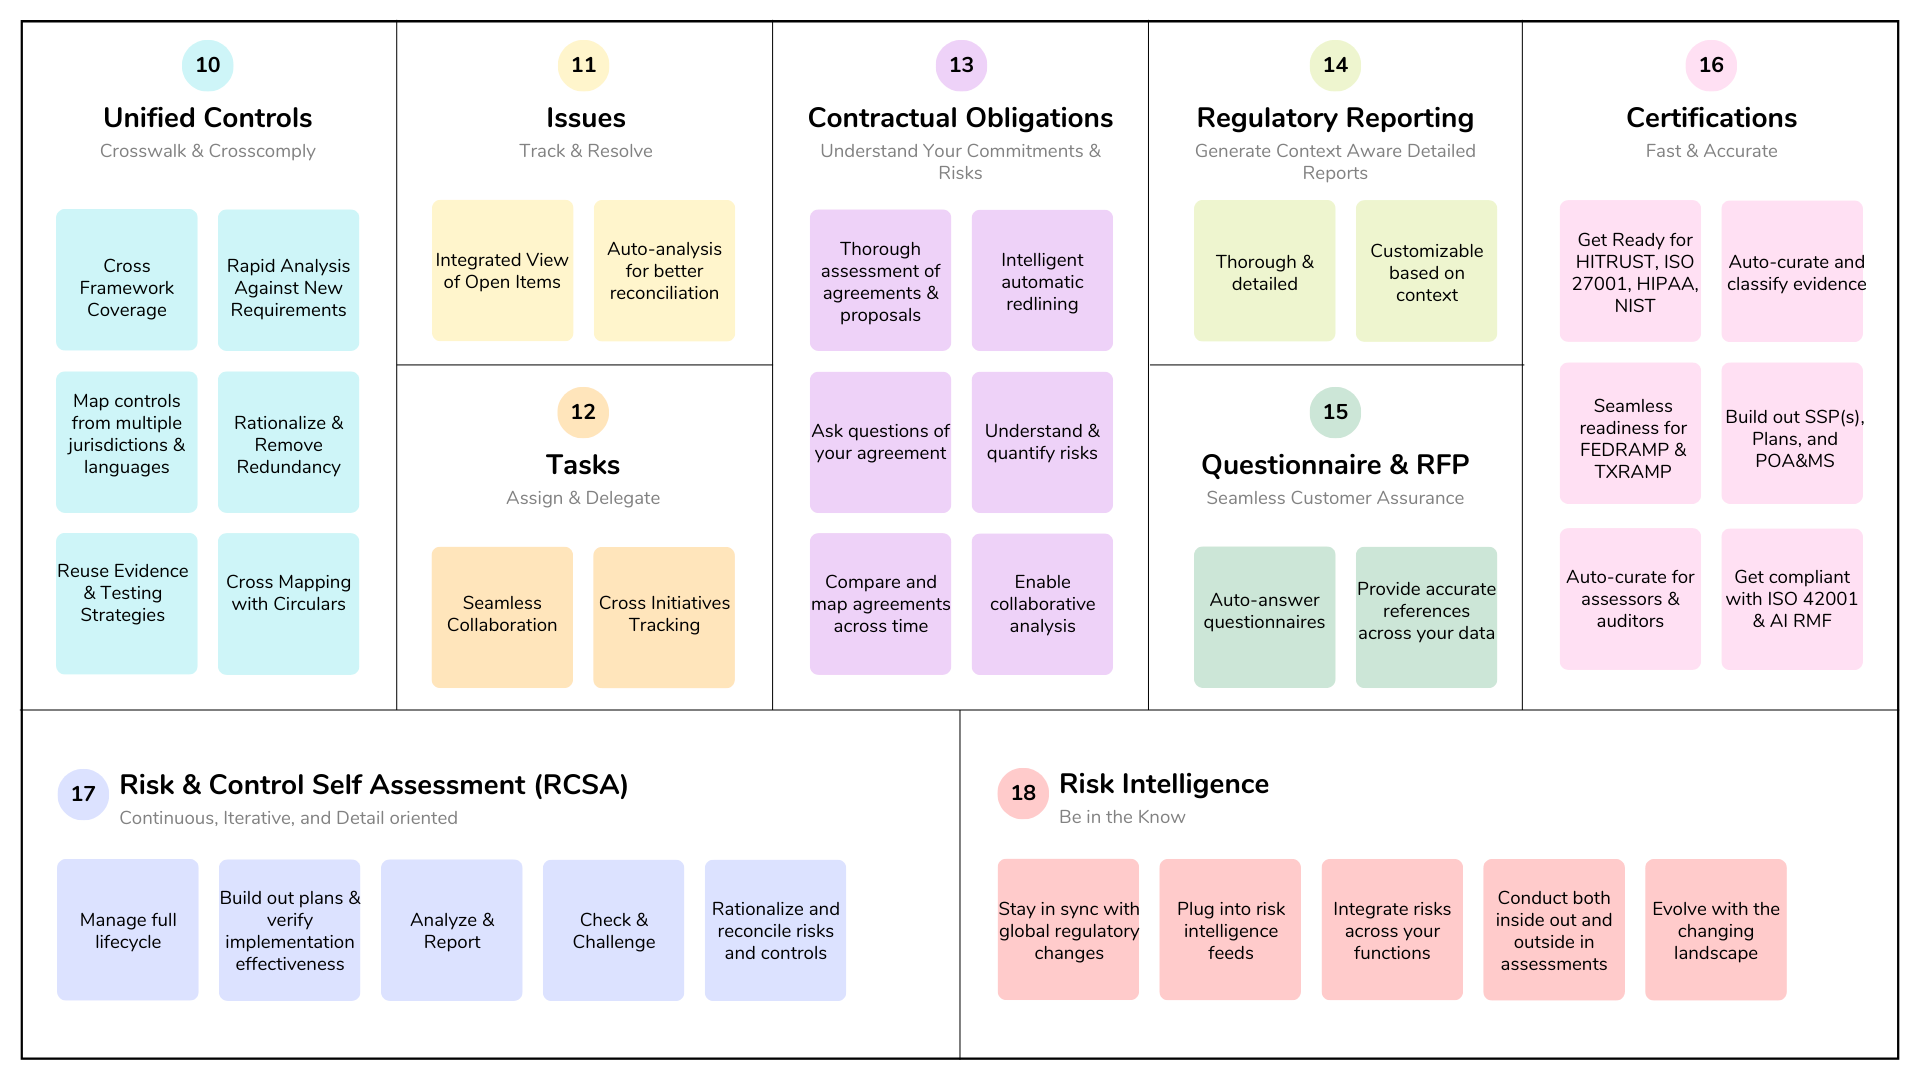 10
Unified Controls
Crosswalk & Crosscomply
Cross
Framework
Coverage
Rapid Analysis
Against New
Requirements
Map controls
from multiple
jurisdictions &
languages
Rationalize &
Remove
Redundancy
Reuse Evidence
& Testing
Strategies
Cross Mapping
with Circulars
11
Issues
Track & Resolve
Integrated View
of Open Items
Auto-analysis
for better
reconciliation
12
Tasks
Assign & Delegate
Seamless
Collaboration
Cross Initiatives
Tracking
13
Contractual Obligations
Understand Your Commitments &
Risks
Thorough
assessment of
agreements &
proposals
Intelligent
automatic
redlining
Ask questions of
your agreement
Understand &
quantify risks
Compare and
map agreements
across time
Enable
collaborative
analysis
14
Regulatory Reporting
Generate Context Aware Detailed
Reports
Thorough &
detailed
Customizable
based on
context
15
Questionnaire & RFP
Seamless Customer Assurance
Auto-answer
questionnaires
Provide accurate
references
across your data
16
Certifications
Fast & Accurate
Get Ready for
HITRUST, ISO
27001, HIPAA,
NIST
Auto-curate and
classify evidence
Seamless
readiness for
FEDRAMP &
TXRAMP
Build out SSP(s),
Plans, and
POA&MS
Auto-curate for
assessors &
auditors
Get compliant
with ISO 42001
& AI RMF
17
Risk & Control Self Assessment (RCSA)
Continuous, Iterative, and Detail oriented
Manage full
lifecycle
Build out plans &
verify
implementation
effectiveness
Analyze &
Report
Check &
Challenge
Rationalize and
reconcile risks
and controls
18
Risk Intelligence
Be in the Know
Stay in sync with
global regulatory
changes
Plug into risk
intelligence
feeds
Integrate risks
across your
functions
Conduct both
inside out and
outside in
assessments
Evolve with the
changing
landscape